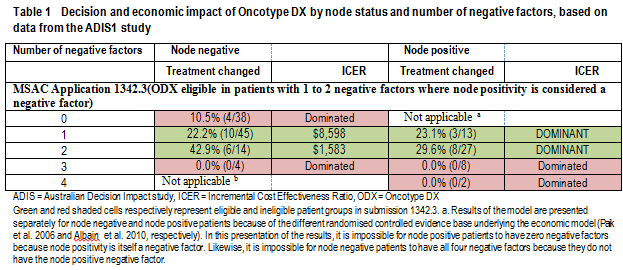 Table 1 Decision and economic impact of Oncotype DX by node status and number of negative factors, based on
data from the ADIS1 study
Number of negative factors Node negative Node positive
Treatment changed ICER Treatment changed ICER
MSAC Application 1342.3(ODX eligible in patients with 1 to 2 negative factors where node positivity is considered a
negative factor)
0 10.5% (4/38) Dominated Not applicable a
1 22.2% (10/45) $8,598 23.1% (3/13) DOMINANT
2 42.9% (6/14) $1,583 29.6% (8/27) DOMINANT
3 0.0% (0/4) Dominated 0.0% (0/8) Dominated
4 Not applicable b 0.0% (0/2) Dominated
ADIS = Australian Decision Impact study, ICER = Incremental Cost Effectiveness Ratio, ODX= Oncotype DX
Green and red shaded cells respectively represent eligible and ineligible patient groups in submission 1342.3. a. Results of the model are presented
separately for node negative and node positive patients because of the different randomised controlled evidence base underlying the economic model (Paik
et al. 2006 and Albain, et al. 2010, respectively). In this presentation of the results, it is impossible for node positive patients to have zero negative factors
because node positivity is itself a negative factor. Likewise, it is impossible for node negative patients to have all four negative factors because they do not
have the node positive negative factor.